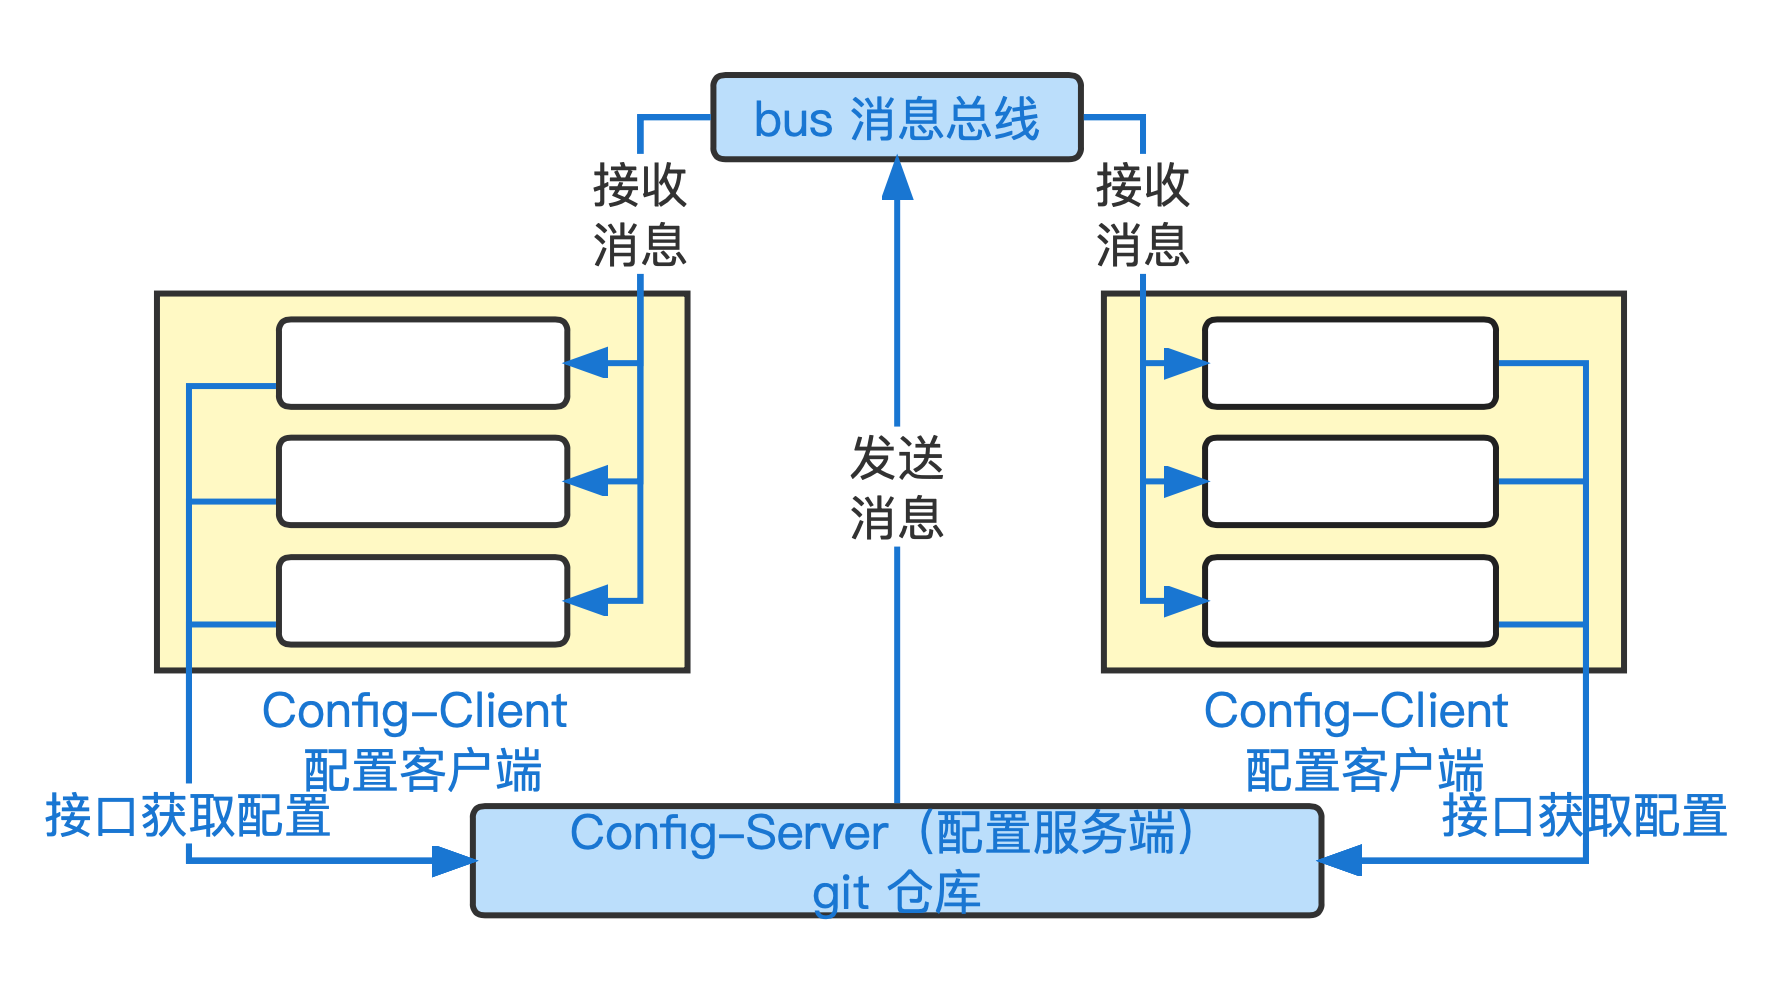 bus 消息总线
接收
消息
接收
消息
发送
消息
Config-Client
配置客户端
Config-Client
配置客户端
接口获取配置
接口获取配置
Config-Server（配置服务端）
git 仓库